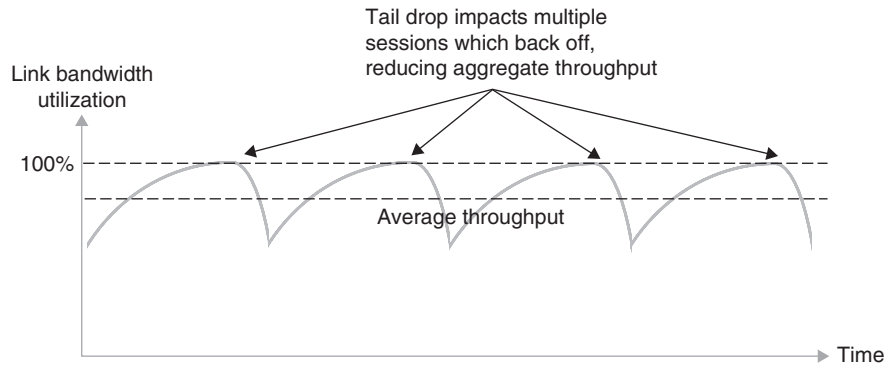 Tail drop impacts multiple
sessions which back off,
reducing aggregate throughput
Link bandwidth
utilization
100%
Average throughput
Time